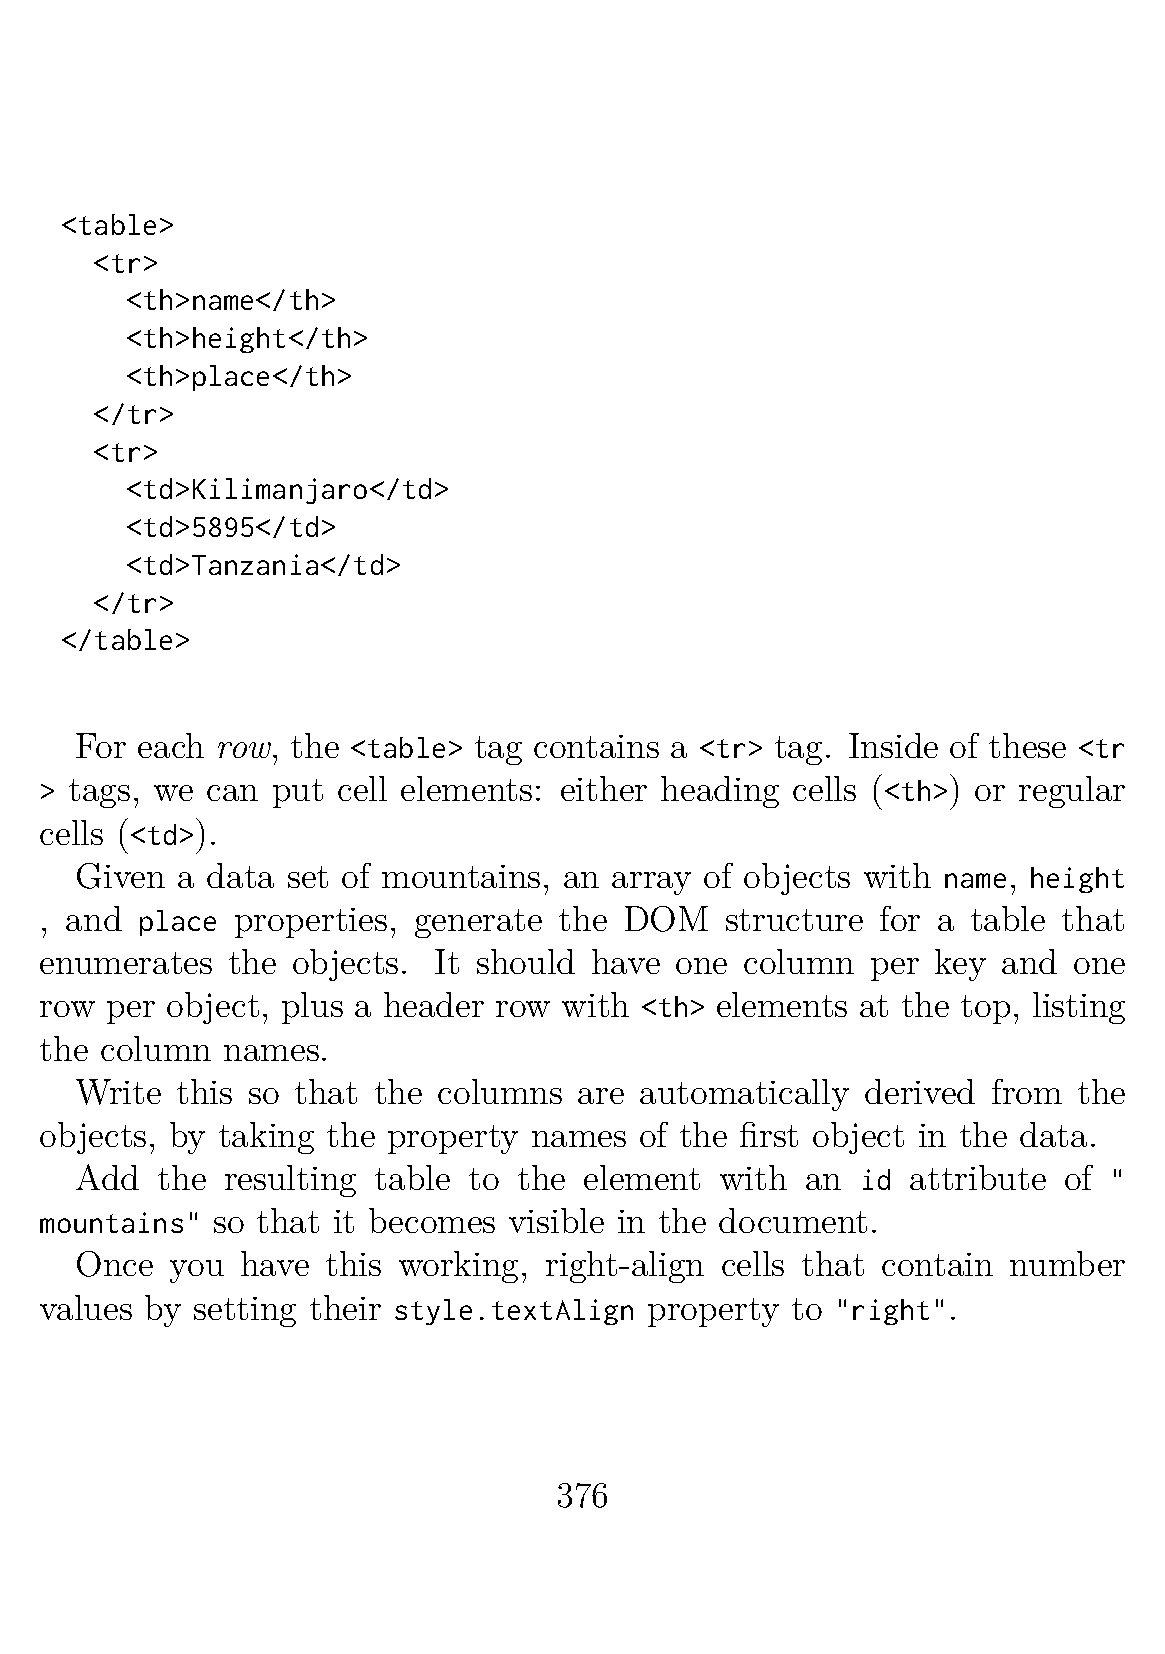 <table>
  <tr>
    <th>name</th>
    <th>height</th>
    <th>place</th>
  </tr>
  <tr>
    <td>Kilimanjaro</td>
    <td>5895</td>
    <td>Tanzania</td>
  </tr>
</table>
For each row, the <table> tag contains a <tr> tag. Inside of these <tr
> tags, we can put cell elements: either heading cells (<th>) or regular
cells (<td>).
Given a data set of mountains, an array of objects with name, height
, and place properties, generate the DOM structure for a table that
enumerates the objects. It should have one column per key and one
row per object, plus a header row with <th> elements at the top, listing
the column names.
Write this so that the columns are automatically derived from the
objects, by taking the property names of the first object in the data.
Add the resulting table to the element with an id attribute of "
mountains" so that it becomes visible in the document.
Once you have this working, right-align cells that contain number
values by setting their style.textAlign property to "right".
376